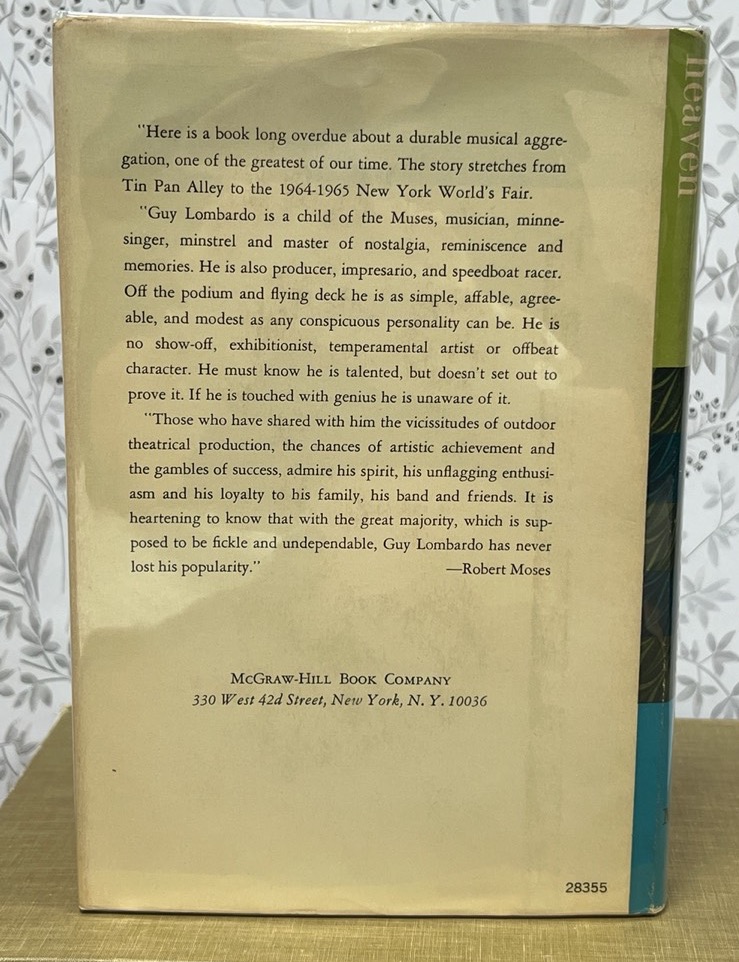 "Here is a book long overdue about a durable musical aggre-
gation, one of the greatest of our time. The story stretches from
Tin Pan Alley to the 1964-1965 New York World's Fair.
"Guy Lombardo is a child of the Muses, musician, minne-
singer, minstrel and master of nostalgia, reminiscence and
memories. He is also producer, impresario, and speedboat racer.
Off the podium and flying deck he is as simple, affable, agree-
able, and modest as any conspicuous personality can be. He is
no show-off, exhibitionist, temperamental artist or offbeat
character. He must know he is talented, but doesn't set out to
prove it. If he is touched with genius he is unaware of it.
"Those who have shared with him the vicissitudes of outdoor
theatrical production, the chances of artistic achievement and
the gambles of success, admire his spirit, his unflagging enthusi-
asm and his loyalty to his family, his band and friends. It is
heartening to know that with the great majority, which is sup-
posed to be fickle and undependable, Guy Lombardo has never
lost his popularity." —Robert Moses
McGraw-Hill Book Company
330 West 42d Street, New York, N. Y. 10036
28355
heaven